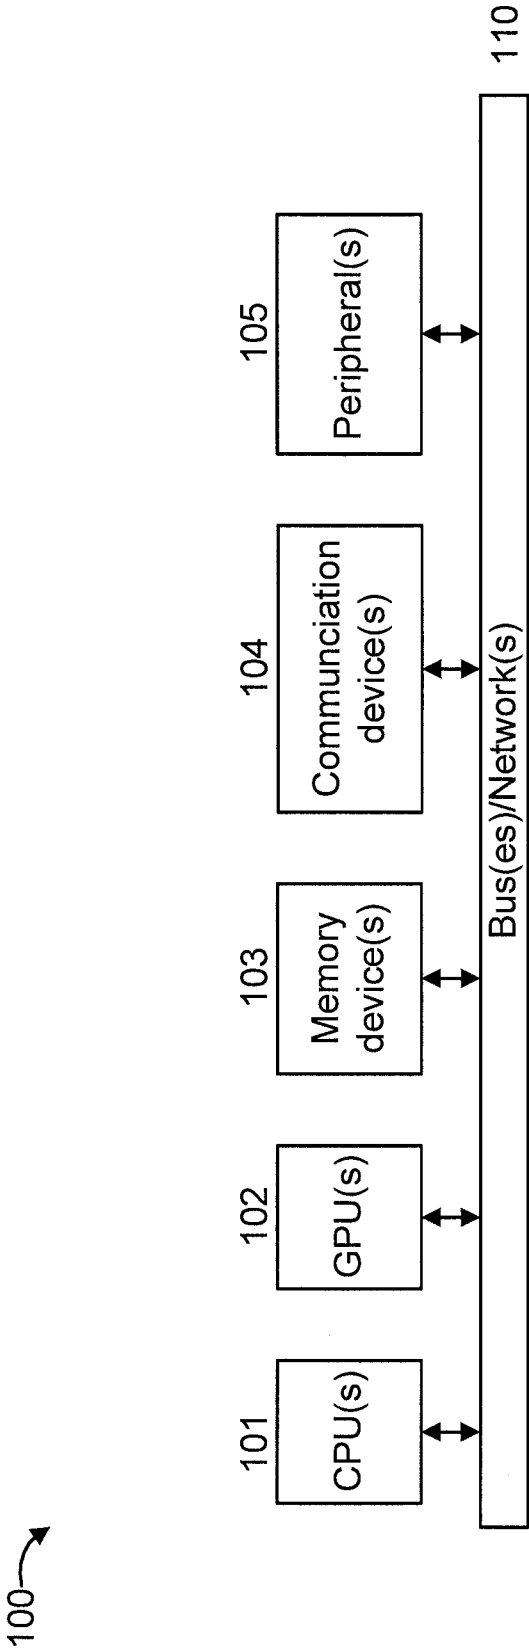 100
101
CPU(s)
102
GPU(s)
103
Memory
device(s)
104
Communciation
device(s)
105
Peripheral(s)
Bus(es)/Network(s)
110